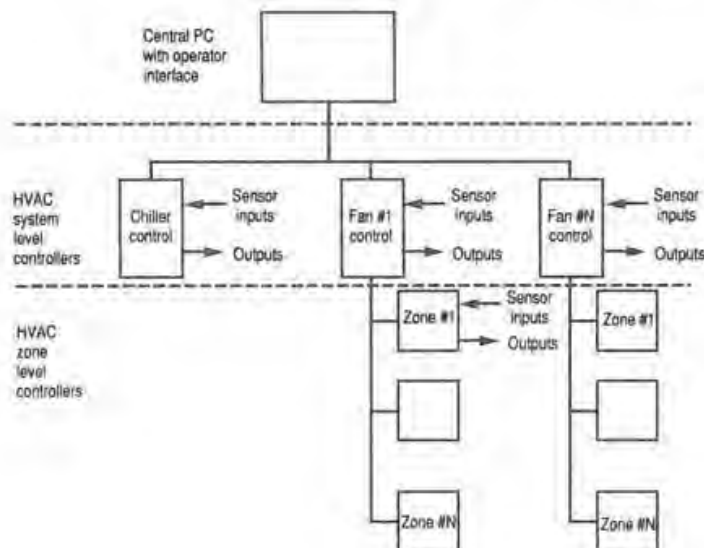 Central PC
with operator
interface
HVAC
system
level
controllers
Chiller
control
Sensor
inputs
Outputs
Fan #1
control
Sensor
inputs
Outputs
Fan #N
control
Sensor
inputs
Outputs
HVAC
zone
level
controllers
Zone #1
Sensor
inputs
Outputs
Zone #N
Zone #1
Zone #N